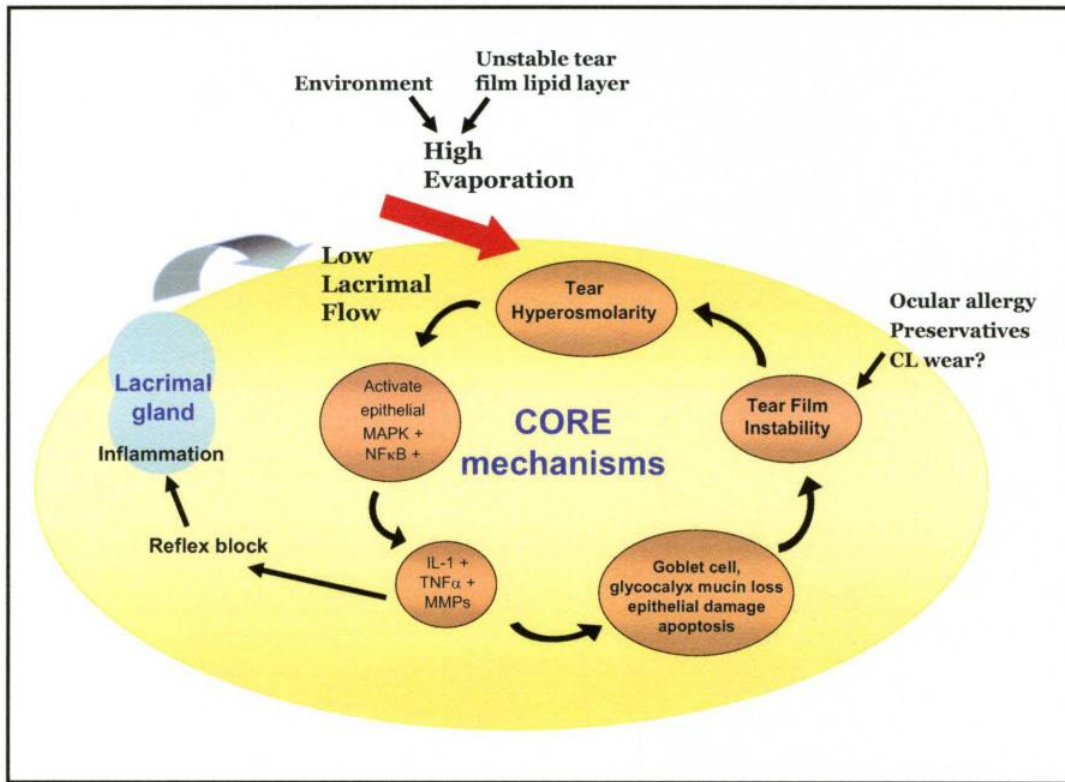 Environment
Unstable tear
film lipid layer
High
Evaporation
Low
Lacrimal
Flow
Tear
Hyperosmolarity
Ocular allergy
Preservatives
CL wear?
Lacrimal
gland
Inflammation
Activate
epithelial
MAPK +
NFκB +
CORE
mechanisms
Tear Film
Instability
Reflex block
IL-1 +
TNFα +
MMPs
Goblet cell,
glycocalyx mucin loss
epithelial damage
apoptosis